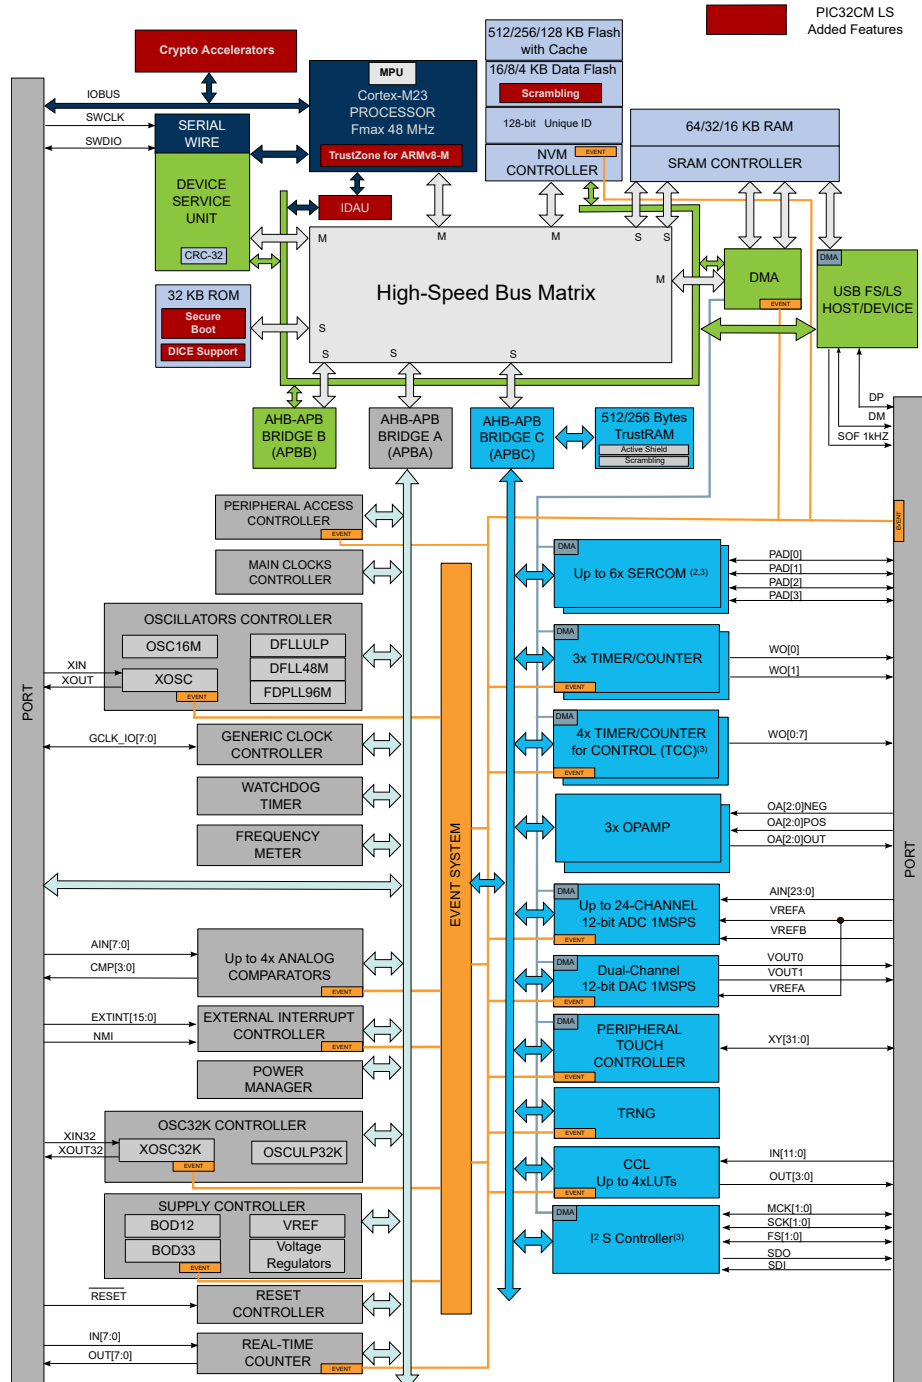 PIC32CM LS
Added Features
Crypto Accelerators
MPU
Cortex-M23
PROCESSOR
Fmax 48 MHz
TrustZone for ARMv8-M
512/256/128 KB Flash
with Cache
16/8/4 KB Data Flash
Scrambling
128-bit Unique ID
NVM
CONTROLLER
EVENT
64/32/16 KB RAM
SRAM CONTROLLER
IOBUS
SWCLK
SWDIO
SERIAL
WIRE
DEVICE
SERVICE
UNIT
CRC-32
IDAU
M
M
M
S
S
S
M
S
S
S
S
High-Speed Bus Matrix
DMA
EVENT
DMA
USB FS/LS
HOST/DEVICE
32 KB ROM
Secure
Boot
DICE Support
DP
DM
SOF 1kHZ
AHB-APB
BRIDGE B
(APBB)
AHB-APB
BRIDGE A
(APBA)
AHB-APB
BRIDGE C
(APBC)
512/256 Bytes
TrustRAM
Active Shield
Scrambling
PORT
PORT
EVENT
EVENT SYSTEM
PERIPHERAL ACCESS
CONTROLLER
EVENT
MAIN CLOCKS
CONTROLLER
OSCILLATORS CONTROLLER
OSC16M
XOSC
EVENT
DFLLULP
DFLL48M
FDPLL96M
XIN
XOUT
GCLK_IO[7:0]
GENERIC CLOCK
CONTROLLER
WATCHDOG
TIMER
FREQUENCY
METER
AIN[7:0]
CMP[3:0]
Up to 4x ANALOG
COMPARATORS
EVENT
EXTINT[15:0]
NMI
EXTERNAL INTERRUPT
CONTROLLER
EVENT
POWER
MANAGER
OSC32K CONTROLLER
XIN32
XOUT32
XOSC32K
EVENT
OSCULP32K
SUPPLY CONTROLLER
BOD12
BOD33
EVENT
VREF
Voltage
Regulators
RESET
RESET
CONTROLLER
IN[7:0]
OUT[7:0]
REAL-TIME
COUNTER
EVENT
DMA
Up to 6x SERCOM (2,3)
PAD[0]
PAD[1]
PAD[2]
PAD[3]
DMA
3x TIMER/COUNTER
EVENT
WO[0]
WO[1]
DMA
4x TIMER/COUNTER
for CONTROL (TCC)(3)
EVENT
WO[0:7]
3x OPAMP
OA[2:0]NEG
OA[2:0]POS
OA[2:0]OUT
DMA
Up to 24-CHANNEL
12-bit ADC 1MSPS
EVENT
AIN[23:0]
VREFA
VREFB
DMA
Dual-Channel
12-bit DAC 1MSPS
EVENT
VOUT0
VOUT1
VREFA
DMA
PERIPHERAL
TOUCH
CONTROLLER
EVENT
XY[31:0]
TRNG
EVENT
CCL
Up to 4xLUTs
EVENT
IN[11:0]
OUT[3:0]
DMA
I² S Controller(3)
MCK[1:0]
SCK[1:0]
FS[1:0]
SDO
SDI